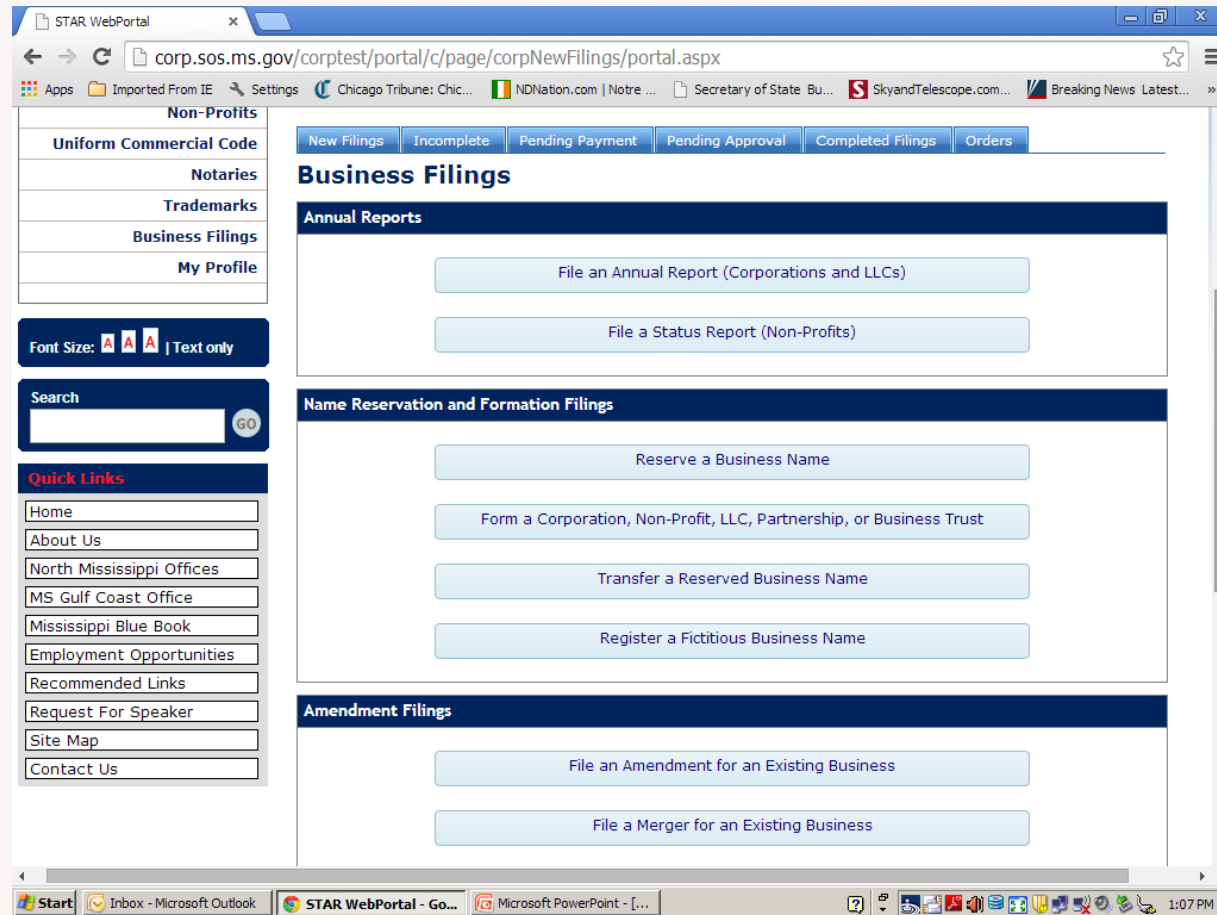 STAR WebPortal
corp.sos.ms.gov/corptest/portal/c/page/corpNewFilings/portal.aspx
Apps Imported From IE Settings Chicago Tribune: Chic... NDNation.com | Notre ... Secretary of State Bu... SkyandTelescope.com... Breaking News Latest... »
Non-Profits
Uniform Commercial Code
Notaries
Trademarks
Business Filings
My Profile
Font Size: A A A | Text only
Search
GO
Quick Links
Home
About Us
North Mississippi Offices
MS Gulf Coast Office
Mississippi Blue Book
Employment Opportunities
Recommended Links
Request For Speaker
Site Map
Contact Us
New Filings Incomplete Pending Payment Pending Approval Completed Filings Orders
Business Filings
Annual Reports
File an Annual Report (Corporations and LLCs)
File a Status Report (Non-Profits)
Name Reservation and Formation Filings
Reserve a Business Name
Form a Corporation, Non-Profit, LLC, Partnership, or Business Trust
Transfer a Reserved Business Name
Register a Fictitious Business Name
Amendment Filings
File an Amendment for an Existing Business
File a Merger for an Existing Business
Start Inbox - Microsoft Outlook STAR WebPortal - Go... Microsoft PowerPoint - [... 1:07 PM